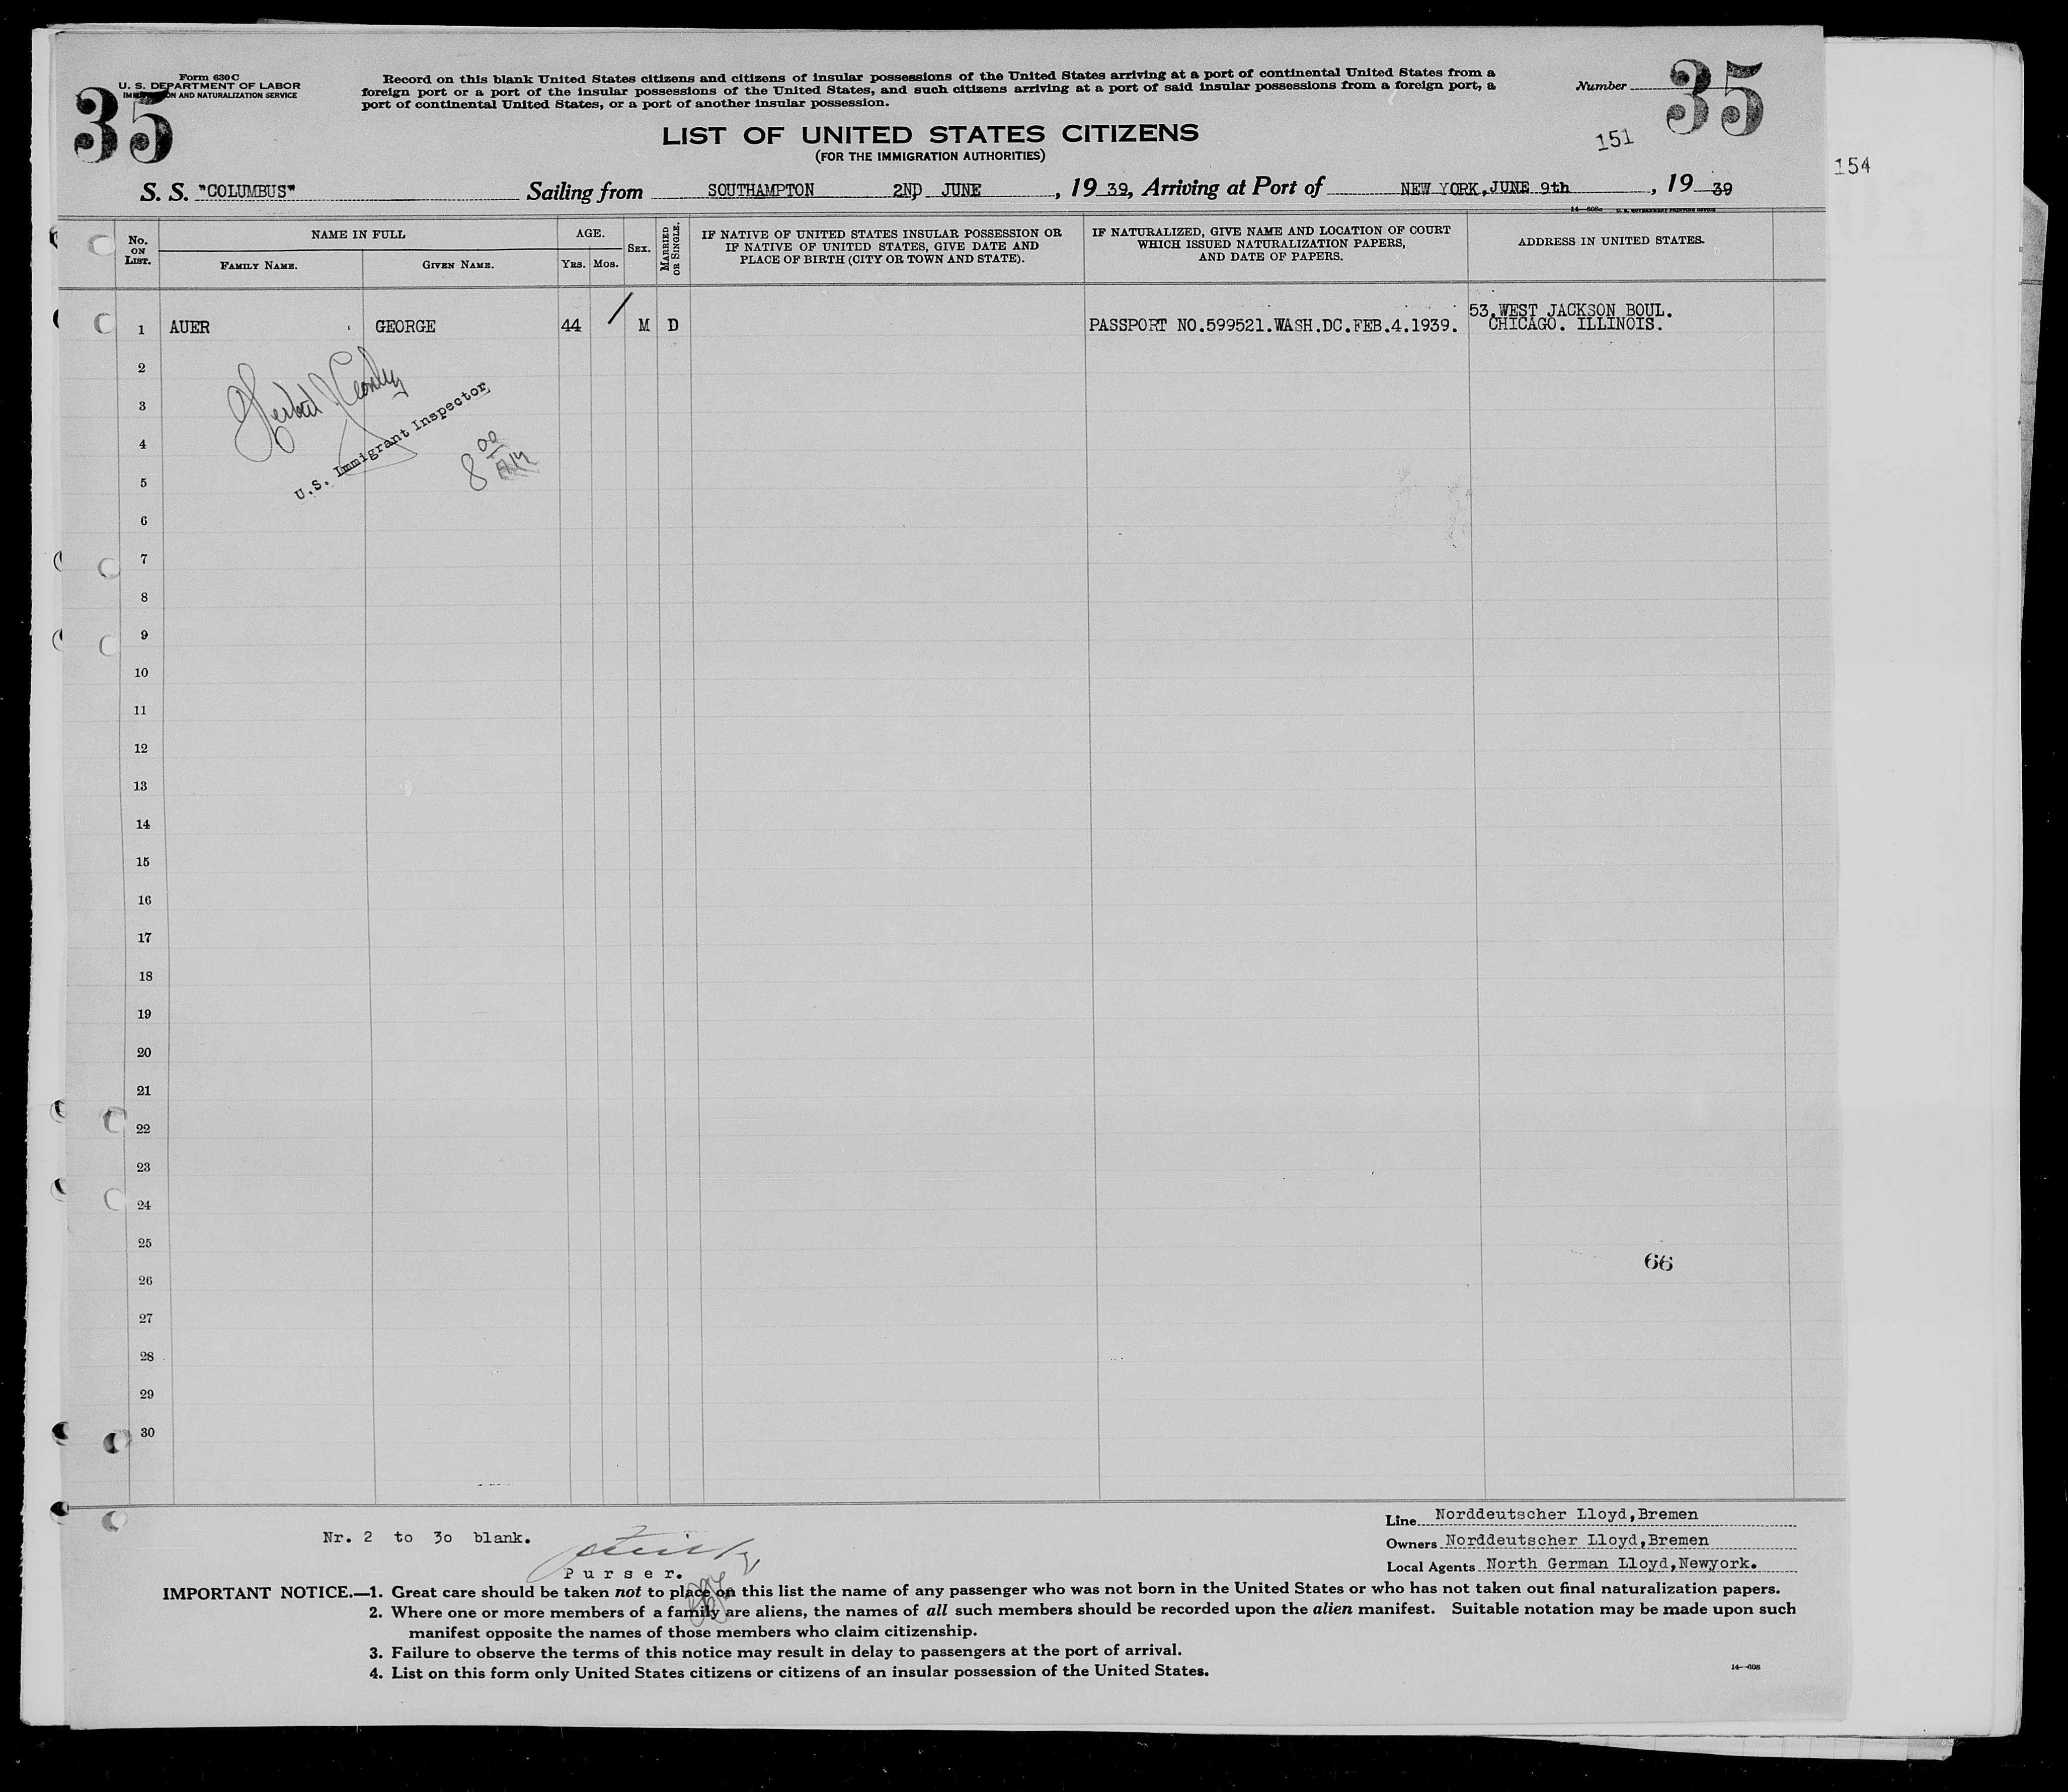 35
Form 630 C
U. S. DEPARTMENT OF LABOR
IMMIGRATION AND NATURALIZATION SERVICE
Record on this blank United States citizens and citizens of insular possessions of the United States arriving at a port of continental United States from a
foreign port or a port of the insular possessions of the United States, and such citizens arriving at a port of said insular possessions from a foreign port, a
port of continental United States, or a port of another insular possession.
Number 35
LIST OF UNITED STATES CITIZENS
(FOR THE IMMIGRATION AUTHORITIES)
151
154
S. S. "COLUMBUS" Sailing from SOUTHAMPTON 2ND JUNE, 19 39, Arriving at Port of NEW YORK, JUNE 9th, 19 39
No. ON LIST.
NAME IN FULL
FAMILY NAME. GIVEN NAME.
AGE.
YRS. MOS.
SEX.
MARRIED OR SINGLE.
IF NATIVE OF UNITED STATES INSULAR POSSESSION OR
IF NATIVE OF UNITED STATES, GIVE DATE AND
PLACE OF BIRTH (CITY OR TOWN AND STATE).
IF NATURALIZED, GIVE NAME AND LOCATION OF COURT
WHICH ISSUED NATURALIZATION PAPERS,
AND DATE OF PAPERS.
ADDRESS IN UNITED STATES.
1 AUER GEORGE 44 M D PASSPORT NO.599521.WASH.DC.FEB.4.1939. 53,WEST JACKSON BOUL.
CHICAGO. ILLINOIS.
2
3
4
U.S. Immigrant Inspector
8 00 AM
5
6
7
8
9
10
11
12
13
14
15
16
17
18
19
20
21
22
23
24
25
66
26
27
28
29
30
Nr. 2 to 30 blank.
Purser.
Line Norddeutscher Lloyd,Bremen
Owners Norddeutscher Lloyd,Bremen
Local Agents North German Lloyd,Newyork.
IMPORTANT NOTICE.—1. Great care should be taken not to place on this list the name of any passenger who was not born in the United States or who has not taken out final naturalization papers.
2. Where one or more members of a family are aliens, the names of all such members should be recorded upon the alien manifest. Suitable notation may be made upon such
manifest opposite the names of those members who claim citizenship.
3. Failure to observe the terms of this notice may result in delay to passengers at the port of arrival.
4. List on this form only United States citizens or citizens of an insular possession of the United States.
14—608